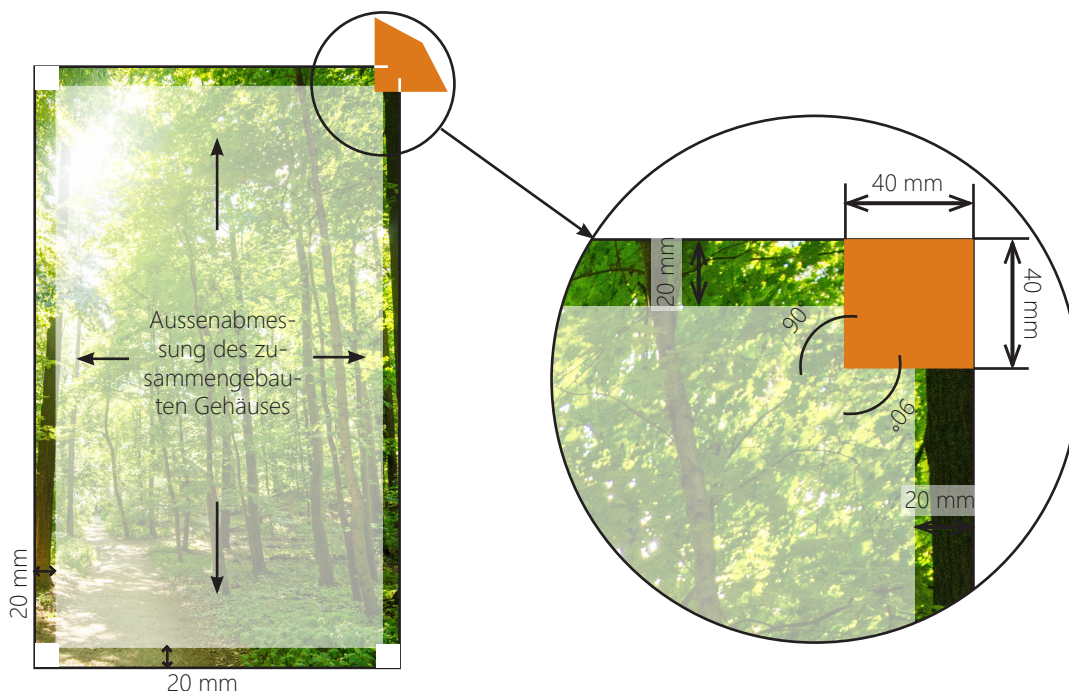 40 mm
40 mm
20 mm
90°
90°
Aussenabmes-
sung des zu-
sammengebau-
ten Gehäuses
20 mm
20 mm
20 mm